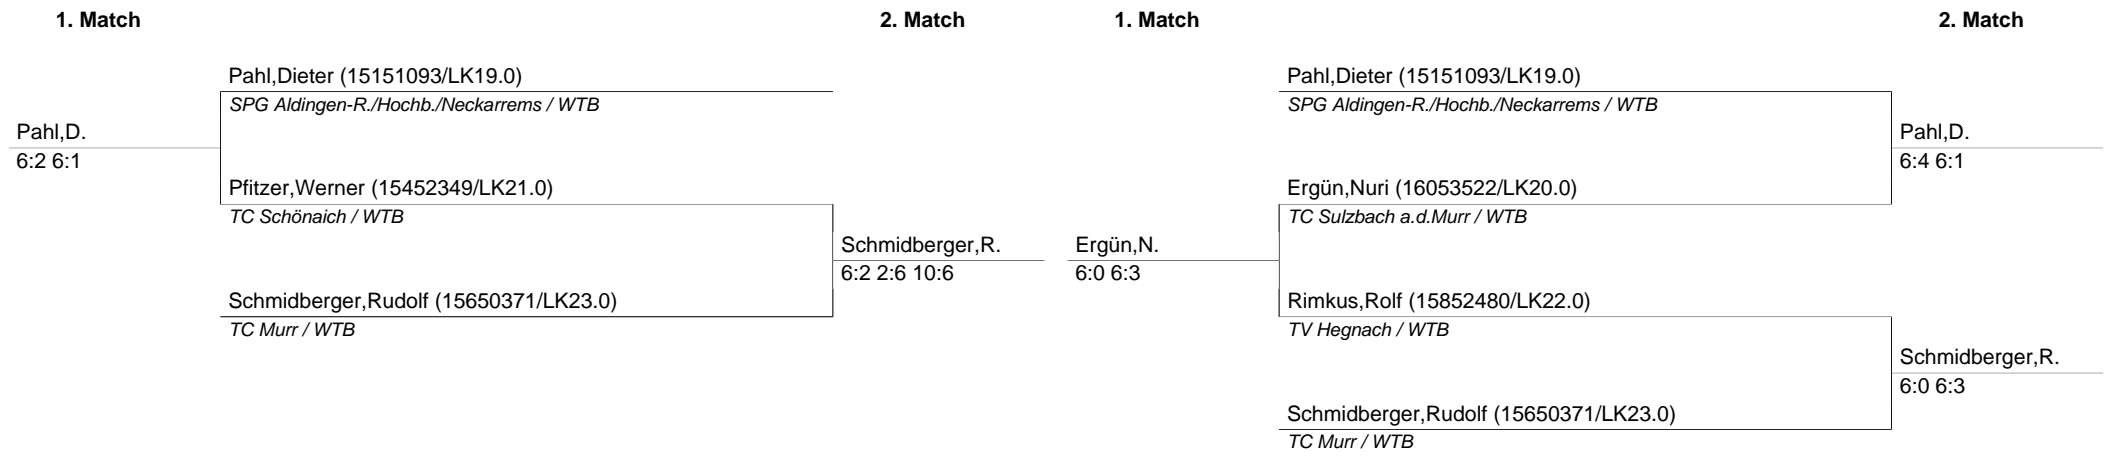 1. Match
2. Match
1. Match
2. Match
Pahl,Dieter (15151093/LK19.0)
SPG Aldingen-R./Hochb./Neckarrems / WTB
Pahl,D.
6:2 6:1
Pfitzer,Werner (15452349/LK21.0)
TC Schönaich / WTB
Schmidberger,R.
6:2 2:6 10:6
Schmidberger,Rudolf (15650371/LK23.0)
TC Murr / WTB
Pahl,Dieter (15151093/LK19.0)
SPG Aldingen-R./Hochb./Neckarrems / WTB
Pahl,D.
6:4 6:1
Ergün,Nuri (16053522/LK20.0)
TC Sulzbach a.d.Murr / WTB
Ergün,N.
6:0 6:3
Rimkus,Rolf (15852480/LK22.0)
TV Hegnach / WTB
Schmidberger,R.
6:0 6:3
Schmidberger,Rudolf (15650371/LK23.0)
TC Murr / WTB